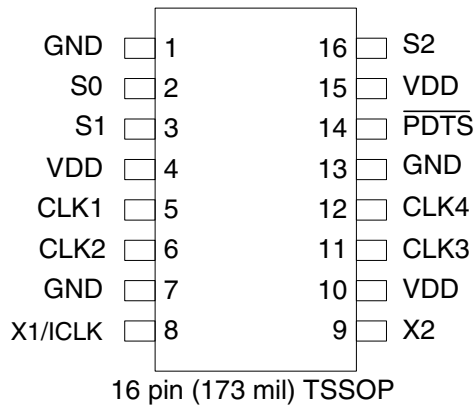 GND 1 16 S2
S0 2 15 VDD
S1 3 14 PDTS
VDD 4 13 GND
CLK1 5 12 CLK4
CLK2 6 11 CLK3
GND 7 10 VDD
X1/ICLK 8 9 X2
16 pin (173 mil) TSSOP